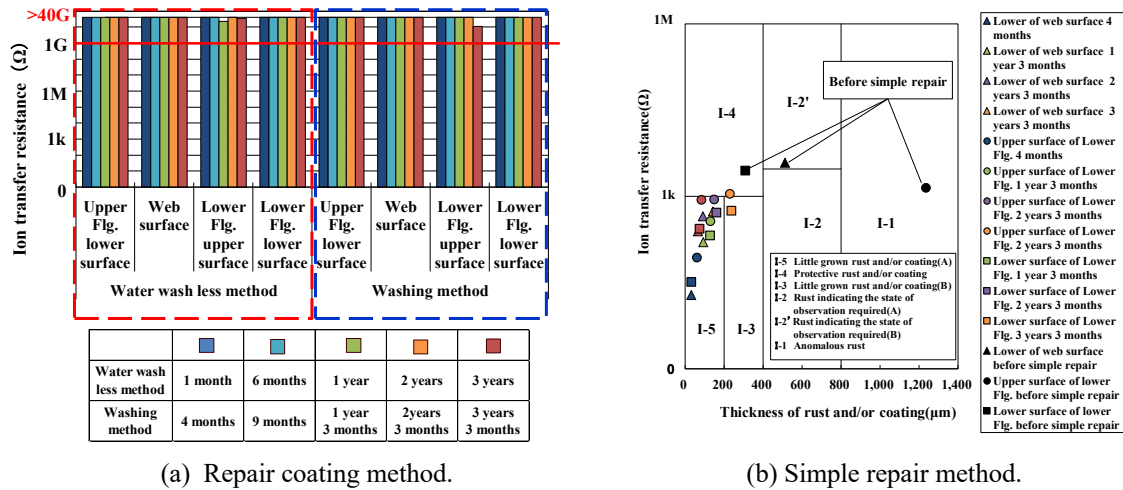 >40G
1G
1M
1k
0
Ion transfer resistance (Ω)
Upper
Flg.
lower
surface
Web
surface
Lower
Flg.
upper
surface
Lower
Flg.
lower
surface
Upper
Flg.
lower
surface
Web
surface
Lower
Flg.
upper
surface
Lower
Flg.
lower
surface
Water wash less method
Washing method
Water wash
less method
1 month
6 months
1 year
2 years
3 years
Washing
method
4 months
9 months
1 year
3 months
2years
3 months
3 years
3 months
(a) Repair coating method.
1M
1k
0
Ion transfer resistance(Ω)
Before simple repair
I-4
I-2'
I-2
I-1
I-5
I-3
I-5 Little grown rust and/or coating(A)
I-4 Protective rust and/or coating
I-3 Little grown rust and/or coating(B)
I-2 Rust indicating the state of
observation required(A)
I-2' Rust indicating the state of
observation required(B)
I-1 Anomalous rust
0
200
400
600
800
1,000
1,200
1,400
Thickness of rust and/or coating(μm)
Lower of web surface 4
months
Lower of web surface 1
year 3 months
Lower of web surface 2
years 3 months
Lower of web surface 3
years 3 months
Upper surface of Lower
Flg. 4 months
Upper surface of Lower
Flg. 1 year 3 months
Upper surface of Lower
Flg. 2 years 3 months
Upper surface of Lower
Flg. 2 years 3 months
Lower surface of Lower
Flg. 1 year 3 months
Lower surface of Lower
Flg. 2 years 3 months
Lower surface of Lower
Flg. 3 years 3 months
Lower of web surface
before simple repair
Upper surface of lower
Flg. before simple repair
Lower surface of lower
Flg. before simple repair
(b) Simple repair method.